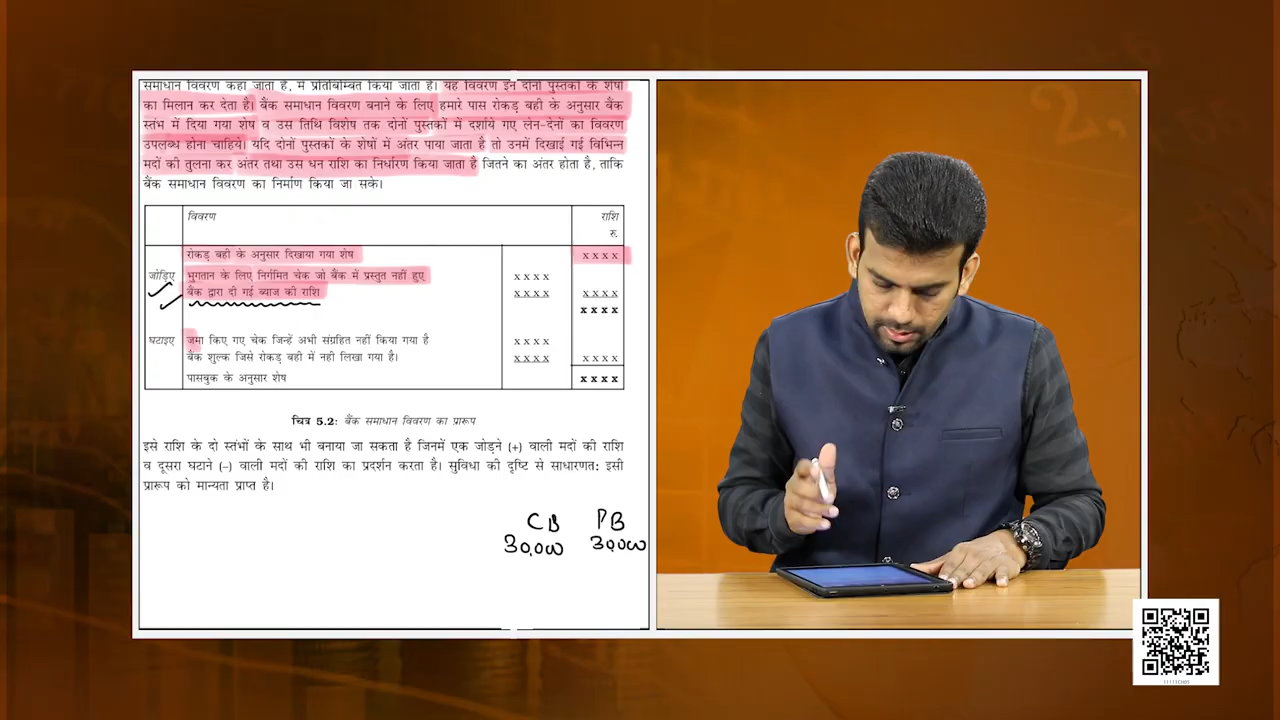 समाधान विवरण कहा जाता है, में प्रतिबिम्बित किया जाता है। यह विवरण इन दोनों पुस्तकों के शेषों
का मिलान कर देता है। बैंक समाधान विवरण बनाने के लिए हमारे पास रोकड़ बही के अनुसार बैंक
स्तंभ में दिया गया शेष व उस तिथि विशेष तक दोनों पुस्तकों में दर्शाये गए लेन-देनों का विवरण
उपलब्ध होना चाहिये। यदि दोनों पुस्तकों के शेषों में अंतर पाया जाता है तो उनमें दिखाई गई विभिन्न
मदों की तुलना कर अंतर तथा उस धन राशि का निर्धारण किया जाता है जितने का अंतर होता है, ताकि
बैंक समाधान विवरण का निर्माण किया जा सके।
विवरण राशि
रु.
रोकड़ बही के अनुसार दिखाया गया शेष xxxx
जोड़िए भुगतान के लिए निर्गमित चेक जो बैंक में प्रस्तुत नहीं हुए xxxx
बैंक द्वारा दी गई ब्याज की राशि xxxx xxxx
xxxx
घटाइए जमा किए गए चेक जिन्हें अभी संग्रहित नहीं किया गया है xxxx
बैंक शुल्क जिसे रोकड़ बही में नही लिखा गया है। xxxx xxxx
पासबुक के अनुसार शेष xxxx
चित्र 5.2: बैंक समाधान विवरण का प्रारूप
इसे राशि के दो स्तंभों के साथ भी बनाया जा सकता है जिनमें एक जोड़ने (+) वाली मदों की राशि
व दूसरा घटाने (–) वाली मदों की राशि का प्रदर्शन करता है। सुविधा की दृष्टि से साधारणत: इसी
प्रारूप को मान्यता प्राप्त है।
CB PB
30,000 30,000